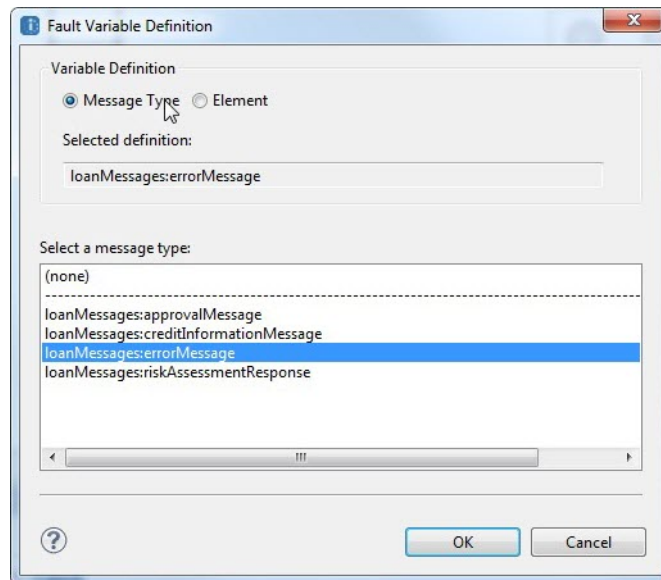 Fault Variable Definition
x
Variable Definition
Message Type
Element
Selected definition:
loanMessages:errorMessage
Select a message type:
(none)
--------------------------------------------------------------------------------
loanMessages:approvalMessage
loanMessages:creditInformationMessage
loanMessages:errorMessage
loanMessages:riskAssessmentResponse
?
OK
Cancel